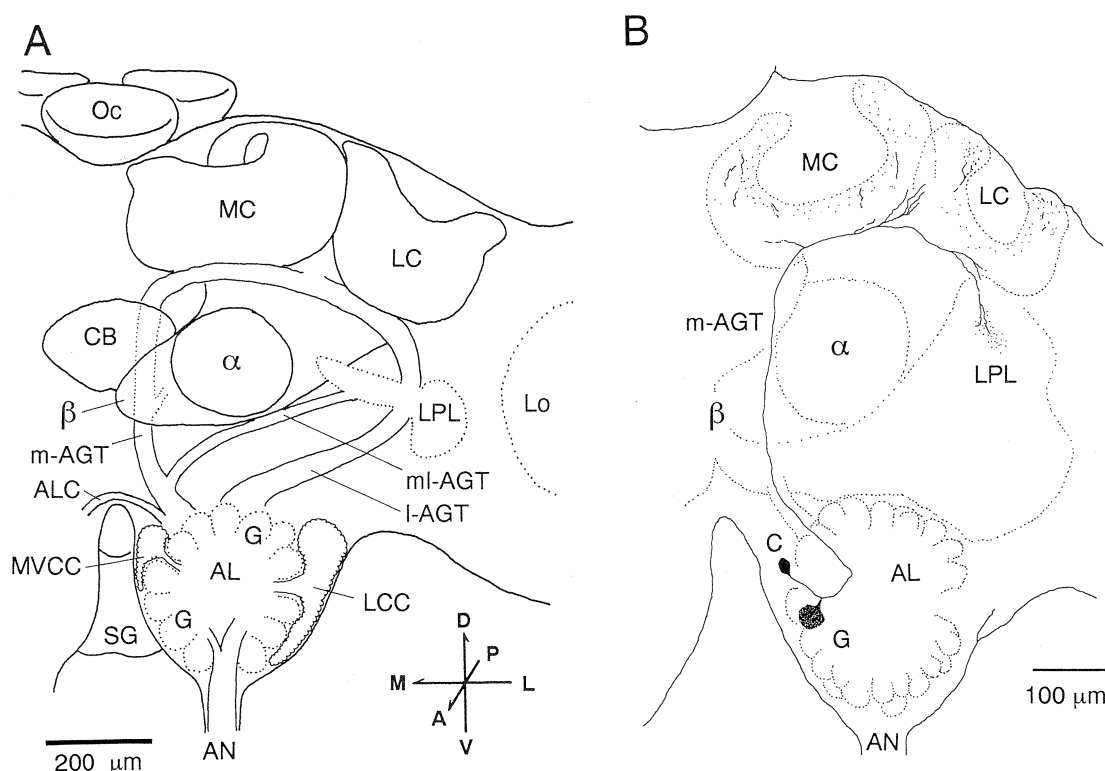 A
Oc
MC
LC
CB
α
β
LPL
Lo
m-AGT
ml-AGT
ALC
l-AGT
G
MVCC
AL
LCC
G
SG
D
P
M
L
A
V
AN
200 μm
B
MC
LC
m-AGT
α
LPL
β
C
AL
G
100 μm
AN